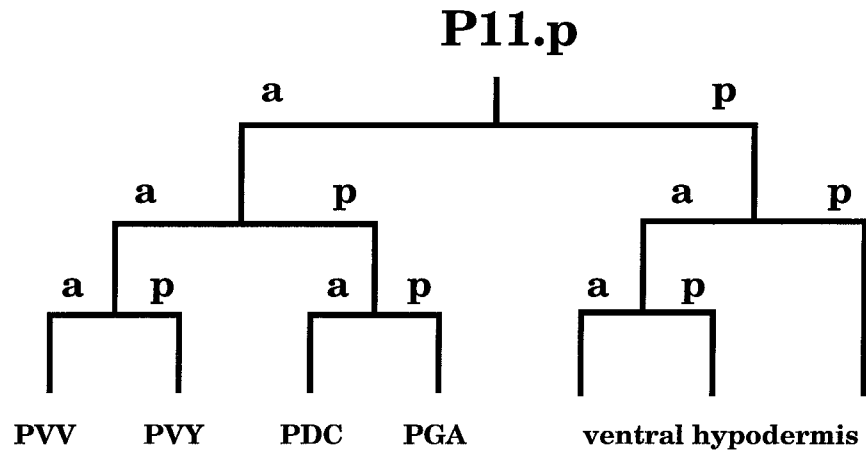 P11.p
a p
a p a p
a p a p a p
PVV PVY PDC PGA ventral hypodermis